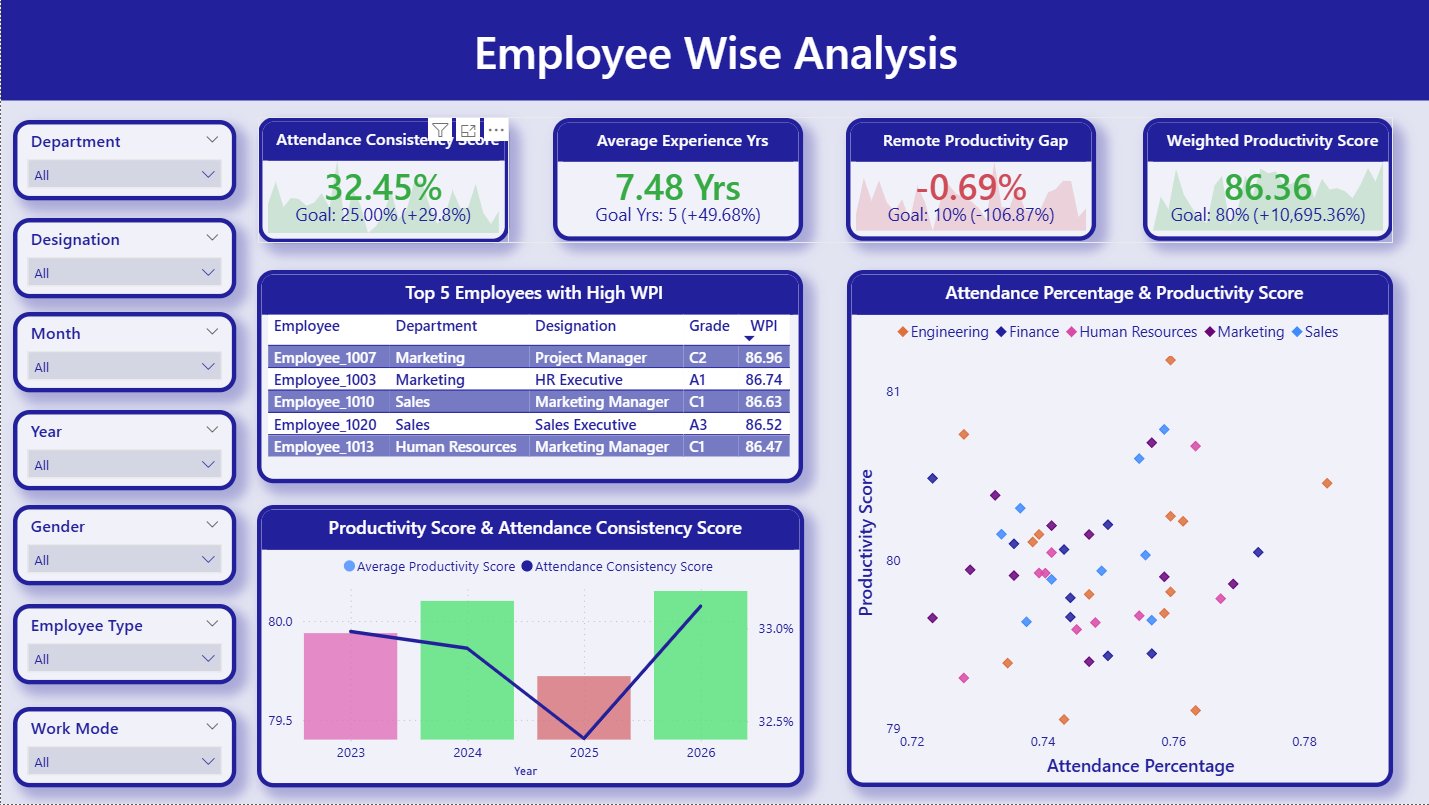 Employee Wise Analysis
Department
All
Designation
All
Month
All
Year
All
Gender
All
Employee Type
All
Work Mode
All
Attendance Consistency Score
32.45%
Goal: 25.00% (+29.8%)
Average Experience Yrs
7.48 Yrs
Goal Yrs: 5 (+49.68%)
Remote Productivity Gap
-0.69%
Goal: 10% (-106.87%)
Weighted Productivity Score
86.36
Goal: 80% (+10,695.36%)
Top 5 Employees with High WPI
Employee Department Designation Grade WPI
Employee_1007 Marketing Project Manager C2 86.96
Employee_1003 Marketing HR Executive A1 86.74
Employee_1010 Sales Marketing Manager C1 86.63
Employee_1020 Sales Sales Executive A3 86.52
Employee_1013 Human Resources Marketing Manager C1 86.47
Productivity Score & Attendance Consistency Score
Average Productivity Score Attendance Consistency Score
80.0
33.0%
79.5
32.5%
2023 2024 2025 2026
Year
Attendance Percentage & Productivity Score
Engineering Finance Human Resources Marketing Sales
81
80
79
Productivity Score
0.72 0.74 0.76 0.78
Attendance Percentage